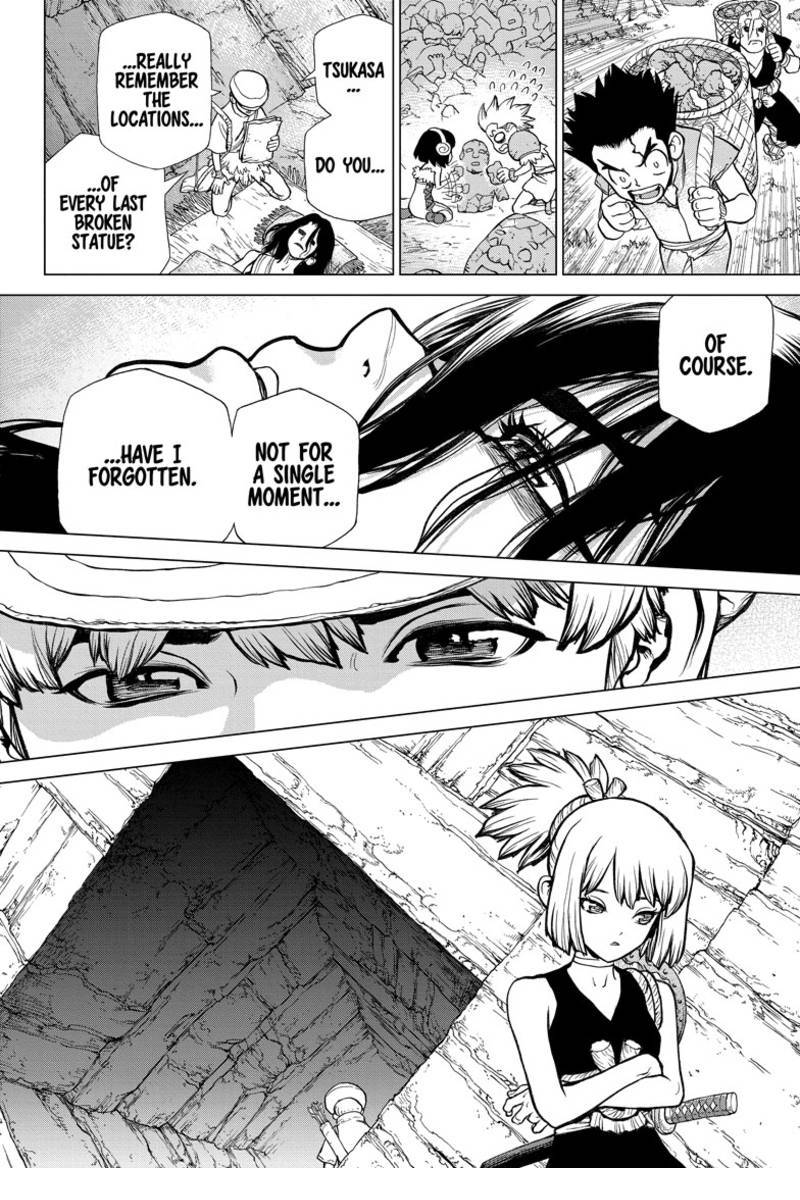 TSUKASA
...
DO YOU...
...REALLY
REMEMBER
THE
LOCATIONS...
...OF
EVERY LAST
BROKEN
STATUE?
OF
COURSE.
NOT FOR
A SINGLE
MOMENT...
...HAVE I
FORGOTTEN.